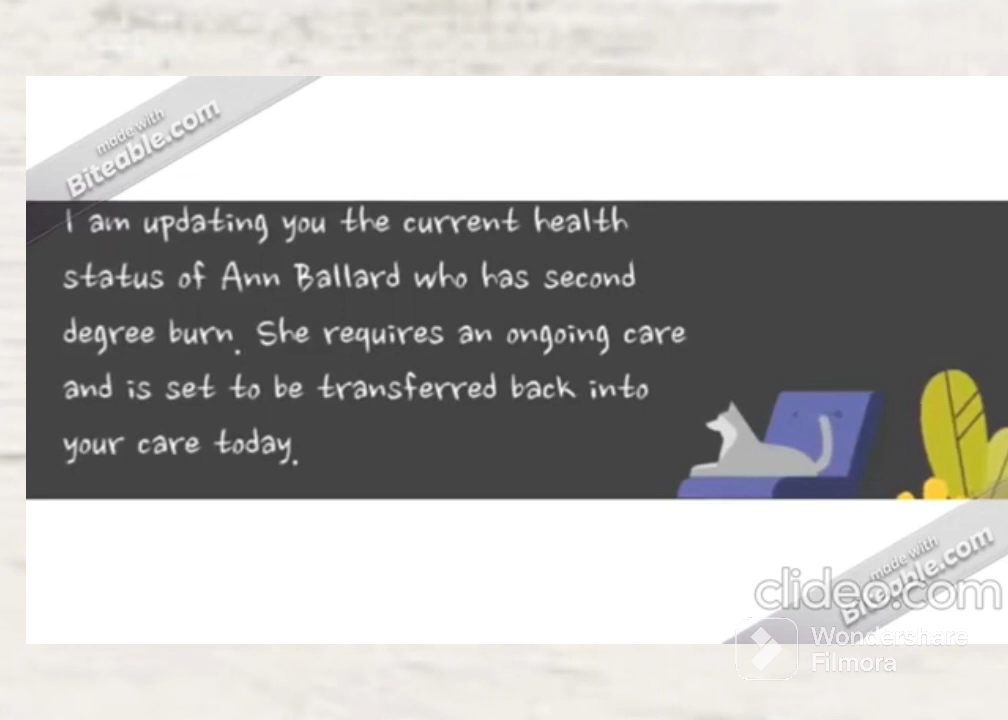 made with
Biteable.com
I am updating you the current health
status of Ann Ballard who has second
degree burn. She requires an ongoing care
and is set to be transferred back into
your care today.
made with
Biteable.com
clideo.com
Wondershare
Filmora